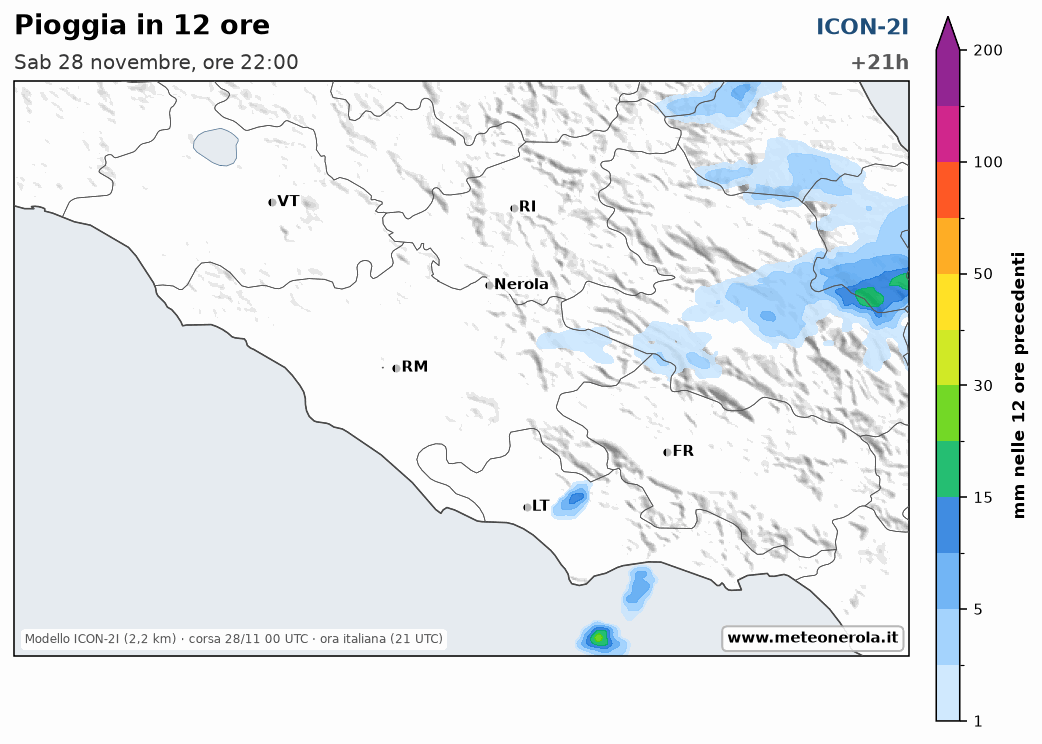 Pioggia in 12 ore
ICON-2I
Sab 28 novembre, ore 22:00
+21h
200
100
50
30
15
5
1
mm nelle 12 ore precedenti
VT
RI
Nerola
RM
FR
LT
Modello ICON-2I (2,2 km) · corsa 28/11 00 UTC · ora italiana (21 UTC)
www.meteonerola.it